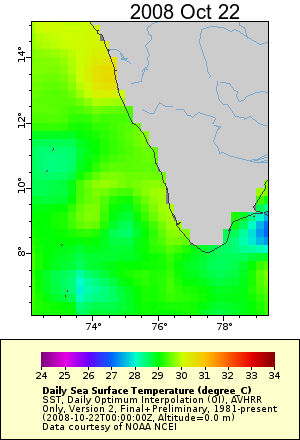 2008 Oct 22
14°
12°
10°
8°
74°
76°
78°
24 25 26 27 28 29 30 31 32 33 34
Daily Sea Surface Temperature (degree_C)
SST, Daily Optimum Interpolation (OI), AVHRR
Only, Version 2, Final+Preliminary, 1981-present
(2008-10-22T00:00:00Z, Altitude=0.0 m)
Data courtesy of NOAA NCEI